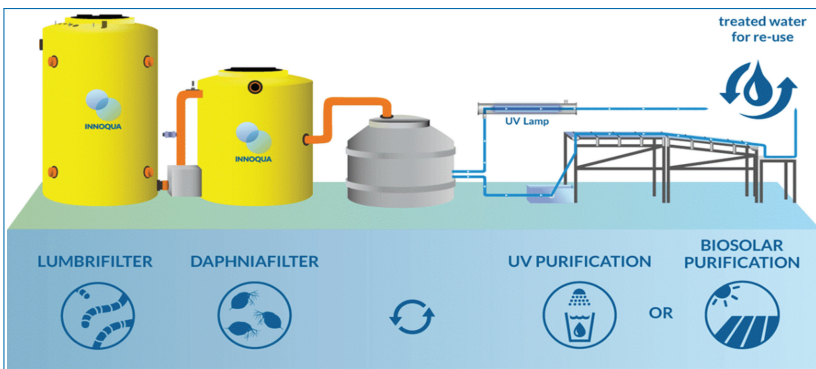 treated water
for re-use
INNOQUA
INNOQUA
UV Lamp
LUMBRIFILTER
DAPHNIAFILTER
UV PURIFICATION
OR
BIOSOLAR
PURIFICATION